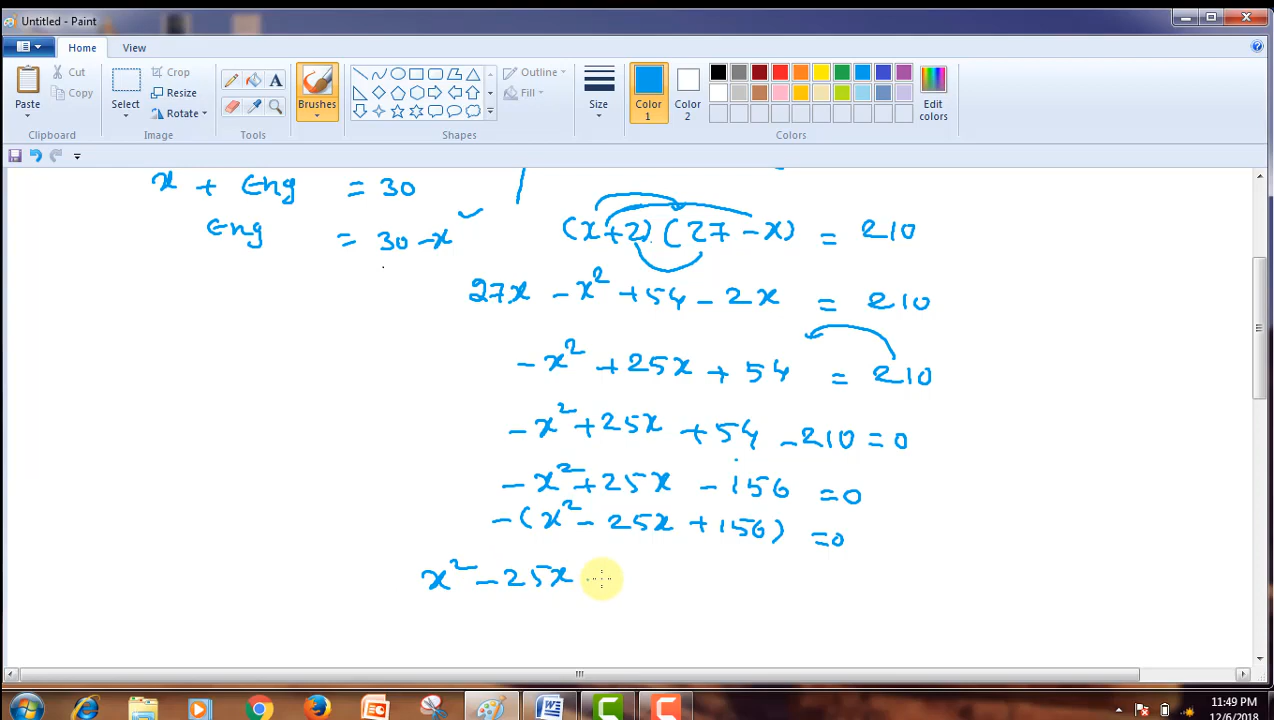 Untitled - Paint
Home View
Paste Cut Copy Select Crop Resize Rotate Brushes Outline Fill Size Color 1 Color 2 Edit colors
Clipboard Image Tools Shapes Colors
x + Eng = 30
Eng = 30 - x
(x+2) (27 - x) = 210
27x - x² + 54 - 2x = 210
- x² + 25x + 54 = 210
- x² + 25x + 54 - 210 = 0
- x² + 25x - 156 = 0
- (x² - 25x + 156) = 0
x² - 25x
11:49 PM
12/6/2018